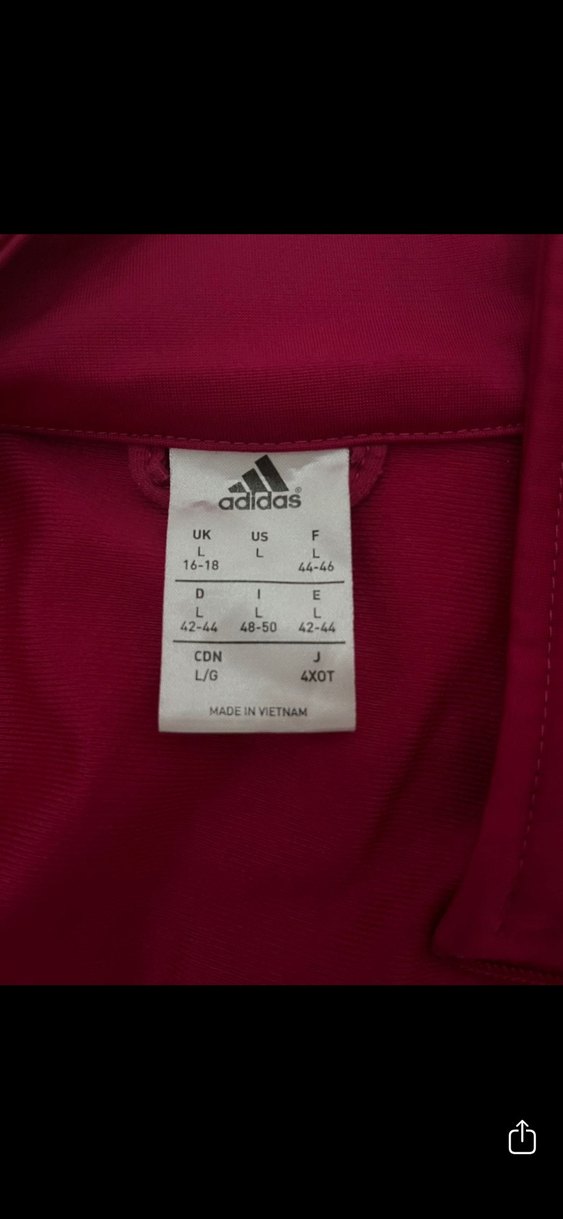 adidas®
UK US F
L L L
16-18 44-46
D I E
L L L
42-44 48-50 42-44
CDN J
L/G 4XOT
MADE IN VIETNAM